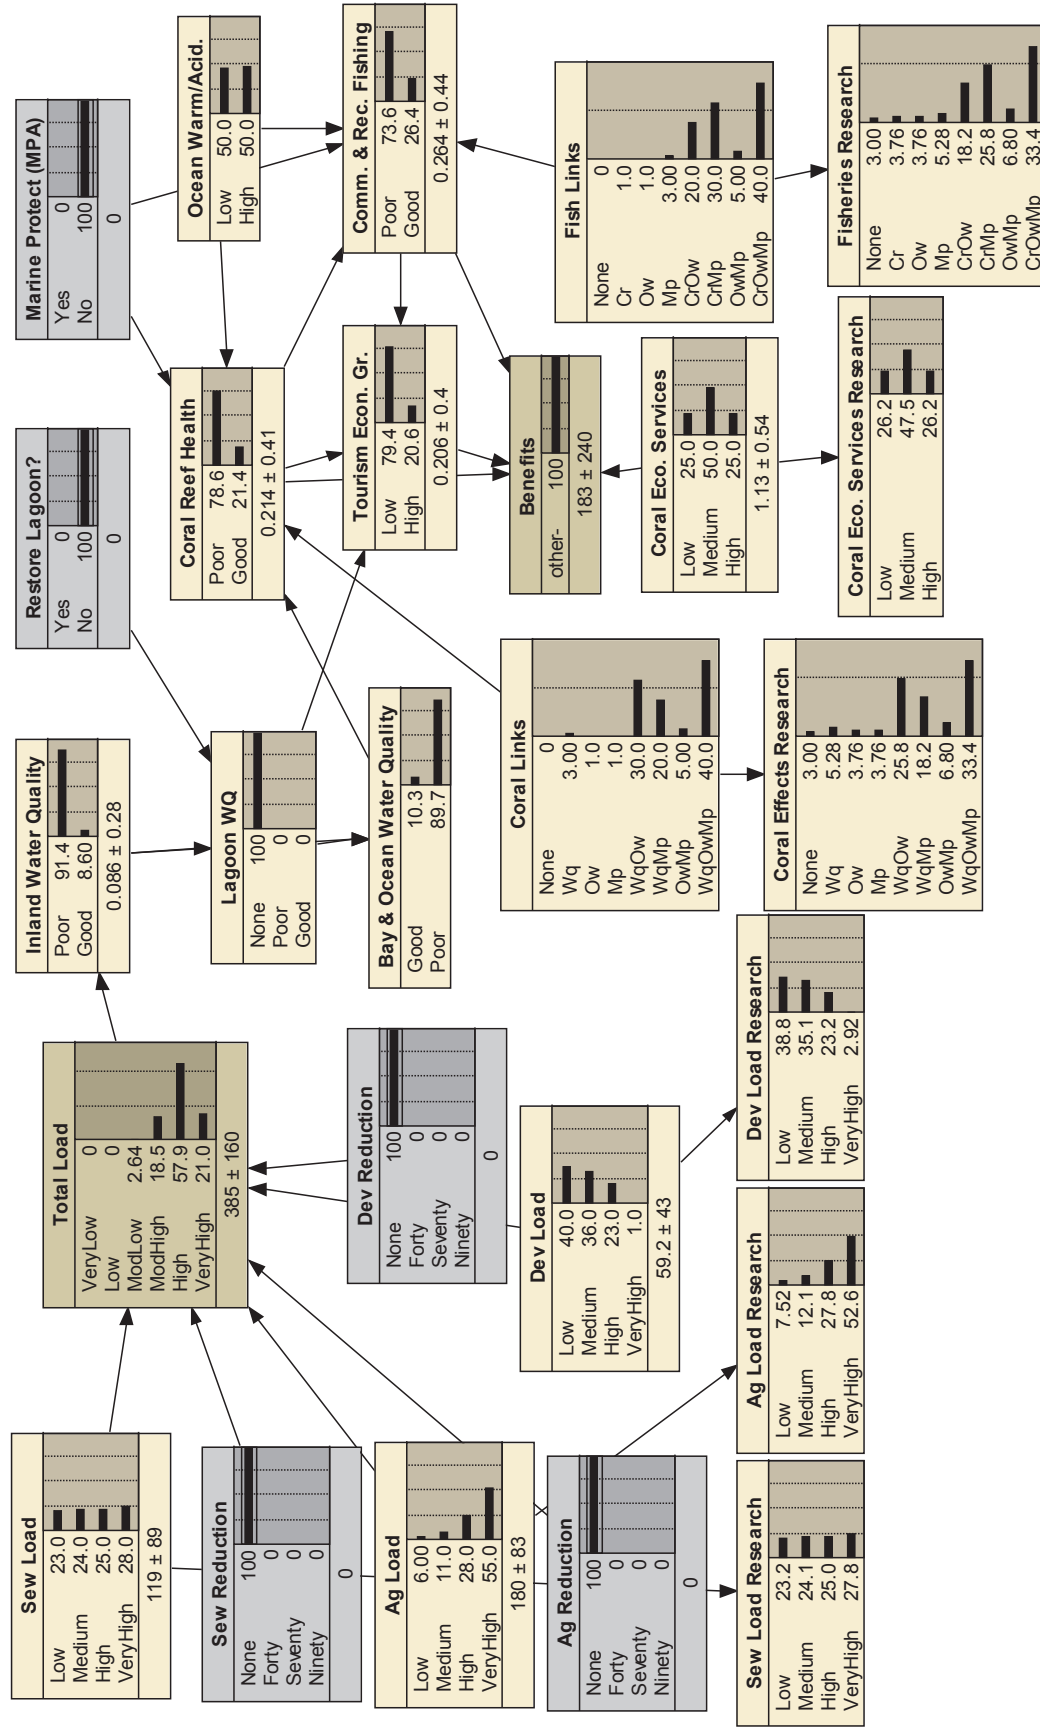 Sew Load
Low 23.0
Medium 24.0
High 25.0
VeryHigh 28.0
119 ± 89
Sew Reduction
None 100
Forty 0
Seventy 0
Ninety 0
0
Ag Load
Low 6.00
Medium 11.0
High 28.0
VeryHigh 55.0
180 ± 83
Ag Reduction
None 100
Forty 0
Seventy 0
Ninety 0
0
Sew Load Research
Low 23.2
Medium 24.1
High 25.0
VeryHigh 27.8
Total Load
VeryLow 0
Low 0
ModLow 2.64
ModHigh 18.5
High 57.9
VeryHigh 21.0
385 ± 160
Dev Reduction
None 100
Forty 0
Seventy 0
Ninety 0
0
Dev Load
Low 40.0
Medium 36.0
High 23.0
VeryHigh 1.0
59.2 ± 43
Ag Load Research
Low 7.52
Medium 12.1
High 27.8
VeryHigh 52.6
Dev Load Research
Low 38.8
Medium 35.1
High 23.2
VeryHigh 2.92
Inland Water Quality
Poor 91.4
Good 8.60
0.086 ± 0.28
Lagoon WQ
None 100
Poor 0
Good 0
Bay & Ocean Water Quality
Good 10.3
Poor 89.7
Coral Links
None 0
Wq 3.00
Ow 1.0
Mp 1.0
WqOw 30.0
WqMp 20.0
OwMp 5.00
WqOwMp 40.0
Coral Effects Research
None 3.00
Wq 5.28
Ow 3.76
Mp 3.76
WqOw 25.8
WqMp 18.2
OwMp 6.80
WqOwMp 33.4
Restore Lagoon?
Yes 0
No 100
0
Coral Reef Health
Poor 78.6
Good 21.4
0.214 ± 0.41
Tourism Econ. Gr.
Low 79.4
High 20.6
0.206 ± 0.4
Benefits
other- 100
183 ± 240
Coral Eco. Services
Low 25.0
Medium 50.0
High 25.0
1.13 ± 0.54
Coral Eco. Services Research
Low 26.2
Medium 47.5
High 26.2
Marine Protect (MPA)
Yes 0
No 100
0
Ocean Warm/Acid.
Low 50.0
High 50.0
Comm. & Rec. Fishing
Poor 73.6
Good 26.4
0.264 ± 0.44
Fish Links
None 0
Cr 1.0
Ow 1.0
Mp 3.00
CrOw 20.0
CrMp 30.0
OwMp 5.00
CrOwMp 40.0
Fisheries Research
None 3.00
Cr 3.76
Ow 3.76
Mp 5.28
CrOw 18.2
CrMp 25.8
OwMp 6.80
CrOwMp 33.4